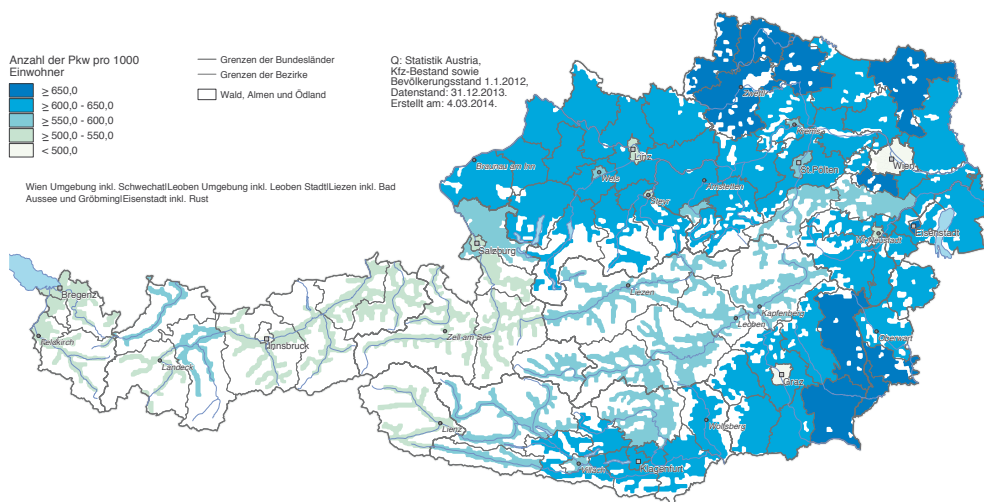 Anzahl der Pkw pro 1000
Einwohner
≥ 650,0
≥ 600,0 - 650,0
≥ 550,0 - 600,0
≥ 500,0 - 550,0
< 500,0
Grenzen der Bundesländer
Grenzen der Bezirke
Wald, Almen und Ödland
Q: Statistik Austria,
Kfz-Bestand sowie
Bevölkerungsstand 1.1.2012,
Datenstand: 31.12.2013.
Erstellt am: 4.03.2014.
Wien Umgebung inkl. Schwechat|Leoben Umgebung inkl. Leoben Stadt|Liezen inkl. Bad
Aussee und Gröbming|Eisenstadt inkl. Rust
Zwettl
Krems
Linz
Braunau am Inn
Wels
St.Pölten
Wien
Amstetten
Steyr
Eisenstadt
Wr.Neustadt
Salzburg
Bregenz
Liezen
Kapfenberg
Leoben
Feldkirch
Innsbruck
Zell am See
Oberwart
Landeck
Graz
Lienz
Wolfsberg
Villach
Klagenfurt